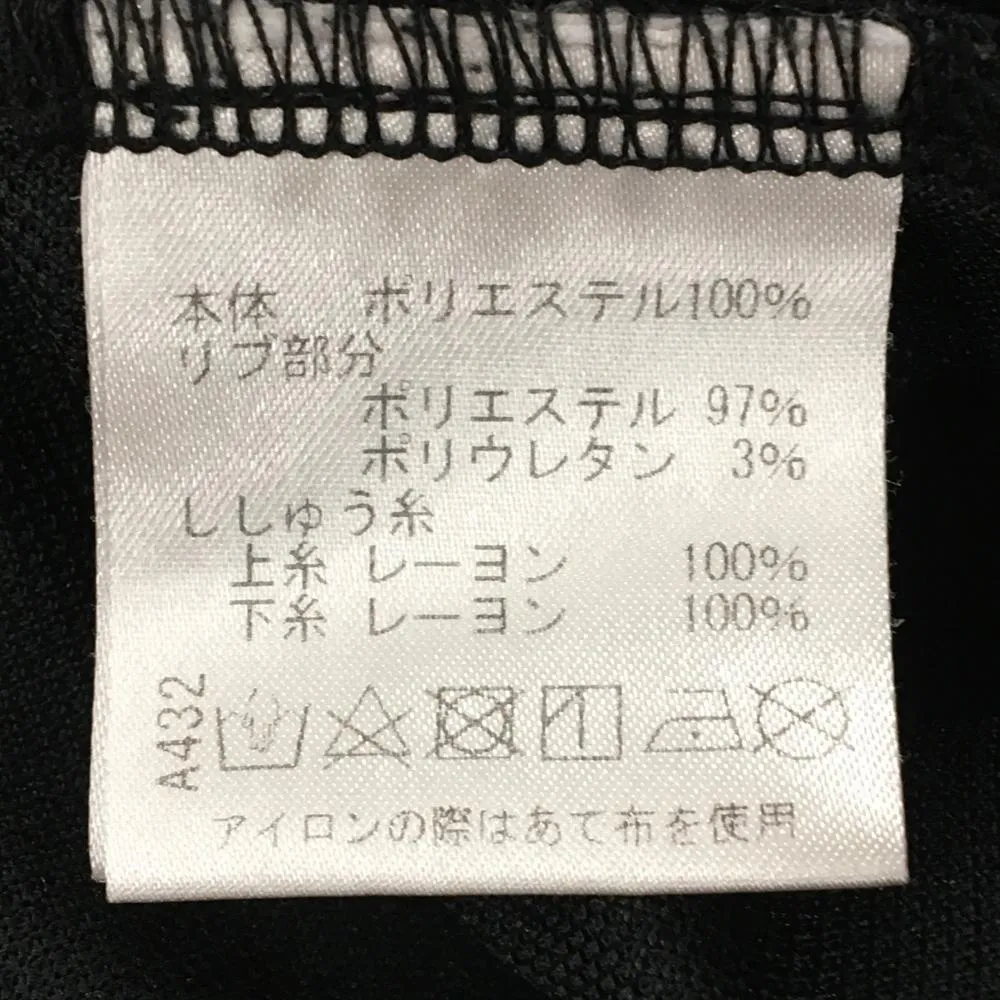 本体 ポリエステル100%
リブ部分
ポリエステル 97%
ポリウレタン 3%
ししゅう糸
上糸 レーヨン 100%
下糸 レーヨン 100%
A432
アイロンの際はあて布を使用